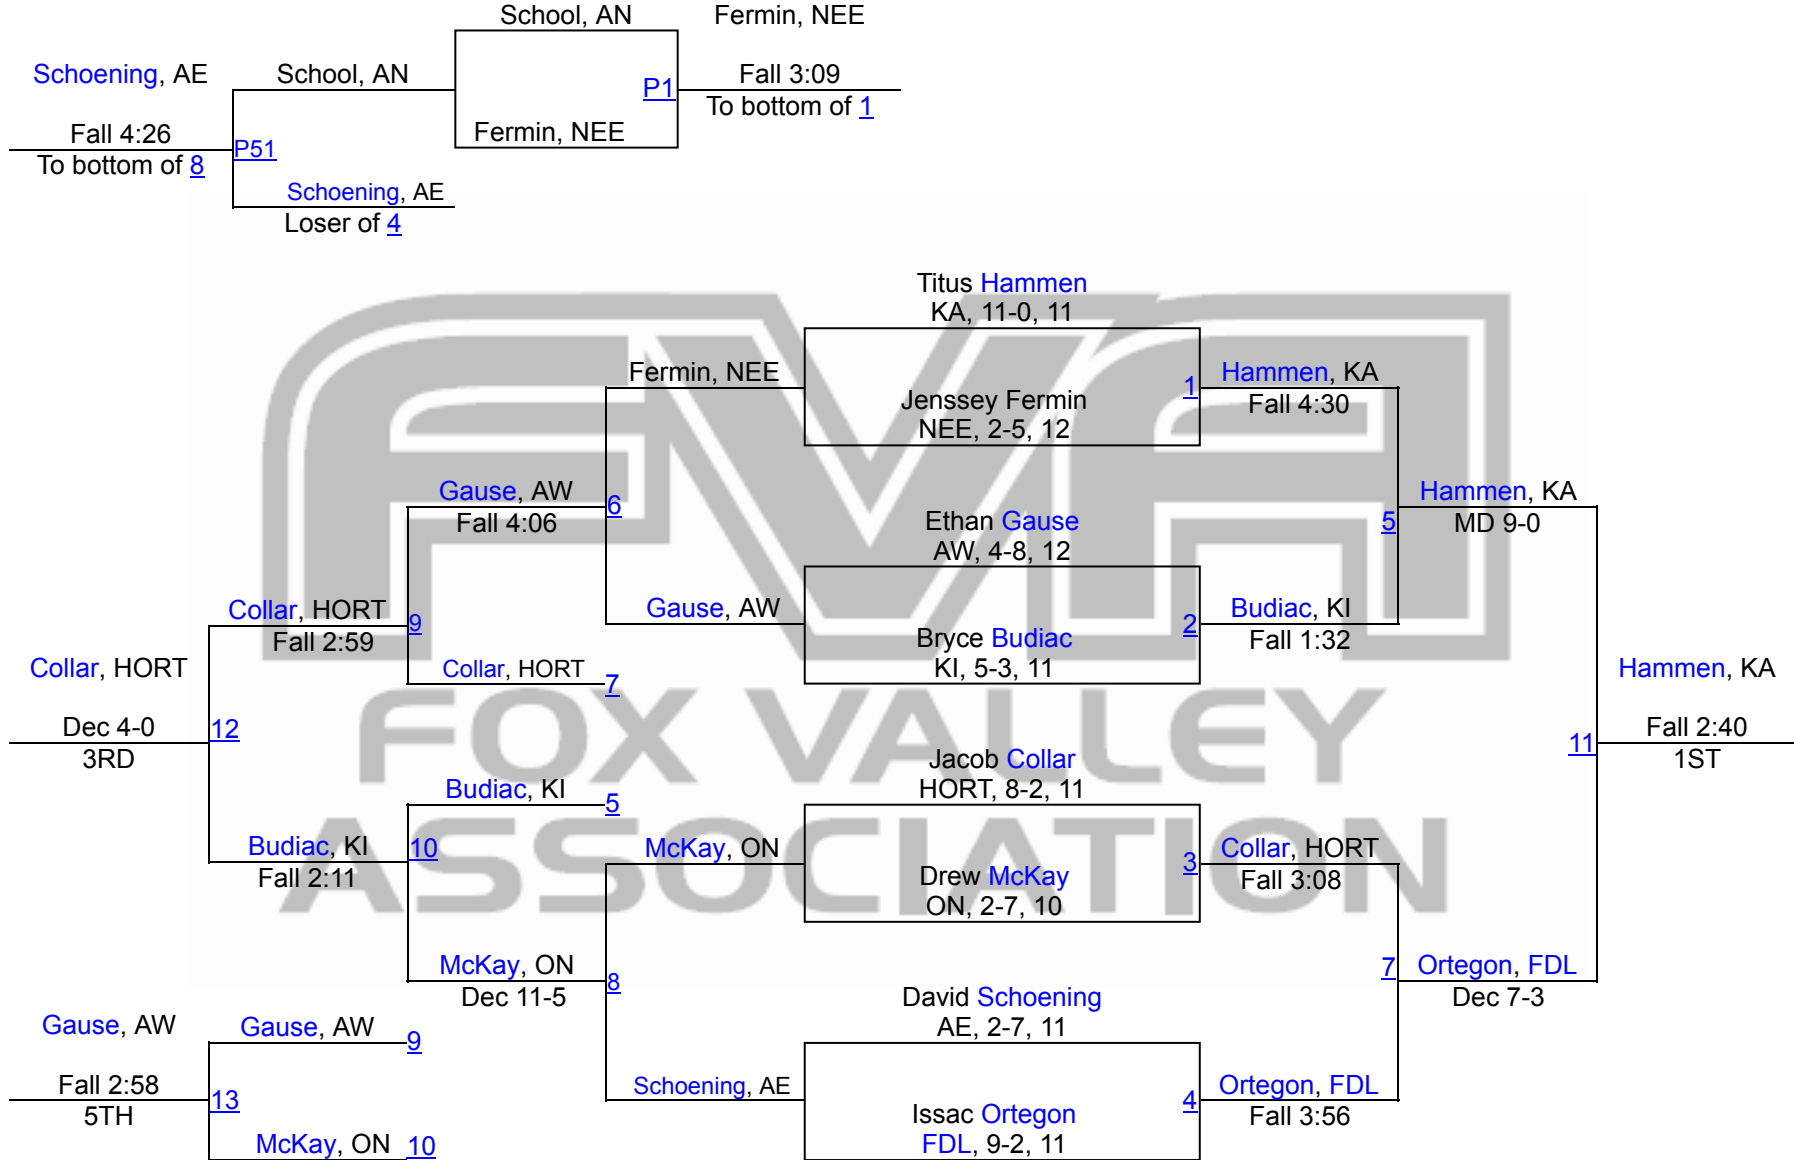 School, AN
Fermin, NEE
Schoening, AE
School, AN
Fall 3:09
P1
To bottom of 1
Fall 4:26
Fermin, NEE
P51
To bottom of 8
Schoening, AE
Loser of 4
Titus Hammen
KA, 11-0, 11
Fermin, NEE
Hammen, KA
1
Jenssey Fermin
Fall 4:30
NEE, 2-5, 12
Gause, AW
Hammen, KA
6
Fall 4:06
Ethan Gause
5
MD 9-0
AW, 4-8, 12
Collar, HORT
Gause, AW
Budiac, KI
9
2
Fall 2:59
Bryce Budiac
Fall 1:32
Collar, HORT
Collar, HORT
7
KI, 5-3, 11
Hammen, KA
FVA
FOX VALLEY
ASSOCIATION
Dec 4-0
12
Fall 2:40
3RD
11
1ST
Jacob Collar
Budiac, KI
5
HORT, 8-2, 11
Budiac, KI
10
McKay, ON
Collar, HORT
3
Fall 2:11
Drew McKay
Fall 3:08
ON, 2-7, 10
McKay, ON
7
Ortegon, FDL
8
Dec 11-5
David Schoening
Dec 7-3
Gause, AW
Gause, AW
AE, 2-7, 11
9
Fall 2:58
Schoening, AE
Ortegon, FDL
13
4
5TH
Issac Ortegon
Fall 3:56
McKay, ON 10
FDL, 9-2, 11